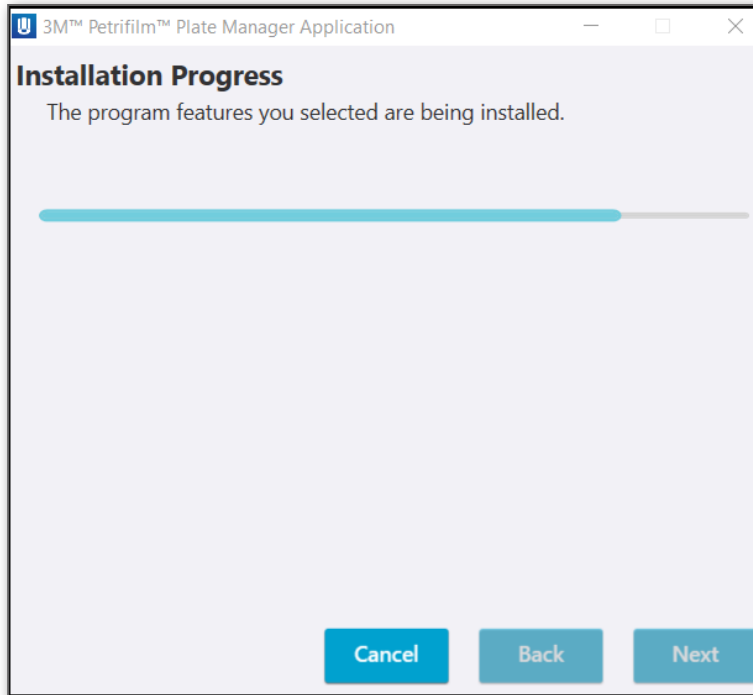 3M™ Petrifilm™ Plate Manager Application
Installation Progress
The program features you selected are being installed.
Cancel Back Next